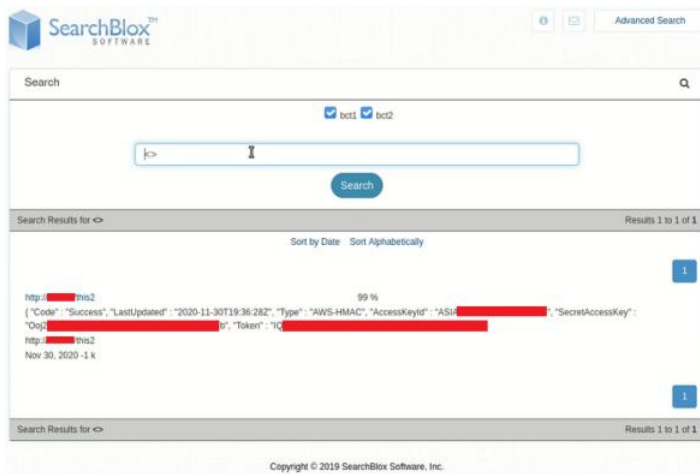 SearchBlox™
SOFTWARE
Advanced Search
Search
bct1 bct2
<>
Search
Search Results for <> Results 1 to 1 of 1
Sort by Date Sort Alphabetically
1
http:// /this2 99 %
{ "Code" : "Success", "LastUpdated" : "2020-11-30T19:36:28Z", "Type" : "AWS-HMAC", "AccessKeyId" : "ASIA ", "SecretAccessKey" :
"Ooj2 b", "Token" : "IQ
http:// /this2
Nov 30, 2020 -1 k
1
Search Results for <> Results 1 to 1 of 1
Copyright © 2019 SearchBlox Software, Inc.